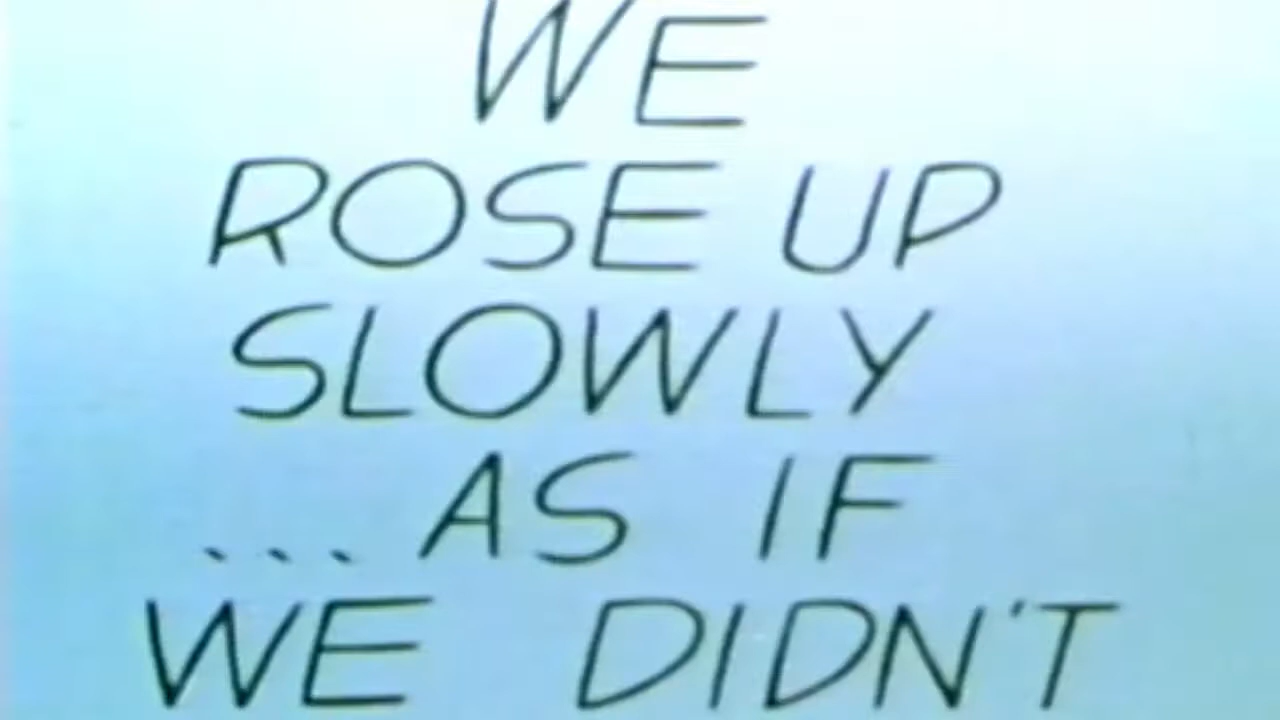 WE
ROSE UP
SLOWLY
... AS IF
WE DIDN'T